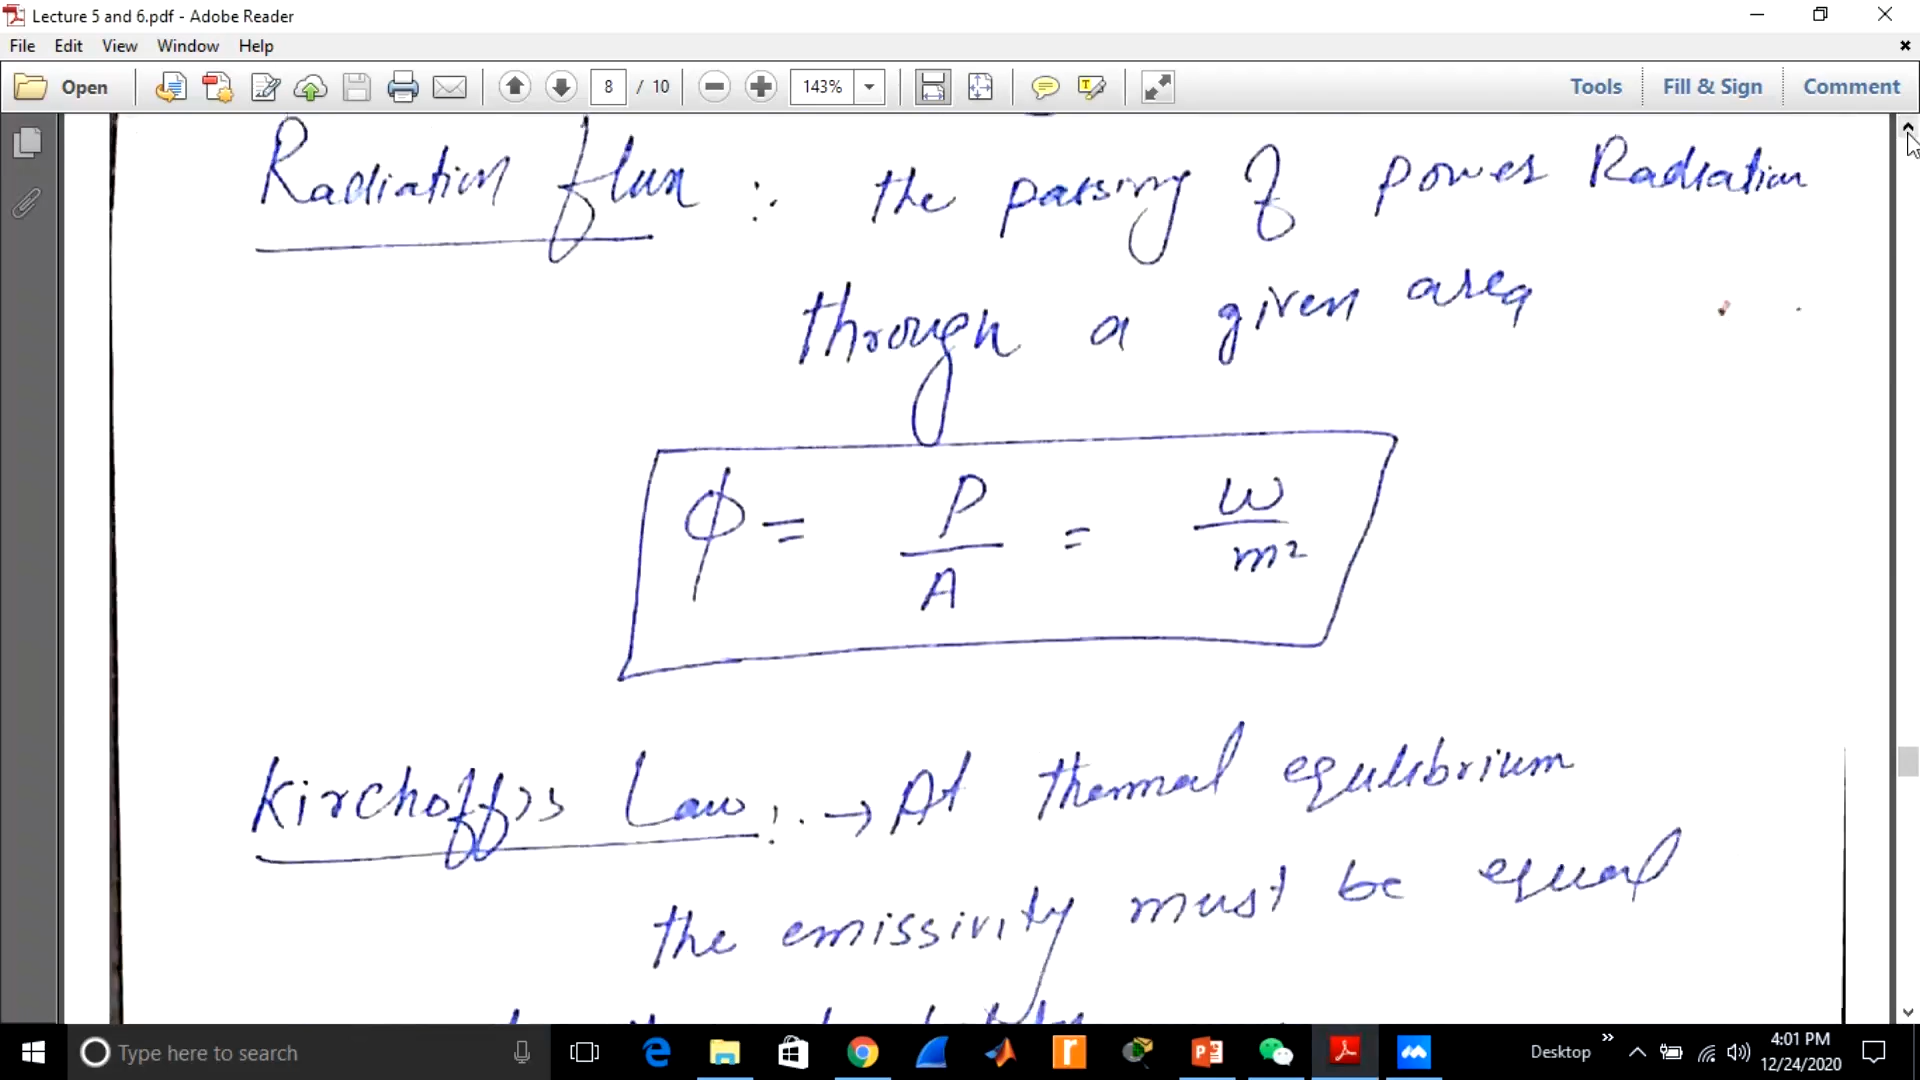 Lecture 5 and 6.pdf - Adobe Reader
File Edit View Window Help
Open 8 / 10 143% Tools Fill & Sign Comment
Radiation flux :. the passing of power Radiation
through a given area
ϕ = P/A = W/m²
Kirchoff's Law :. → At thermal equilibrium
the emissivity must be equal
Type here to search
Desktop
4:01 PM
12/24/2020